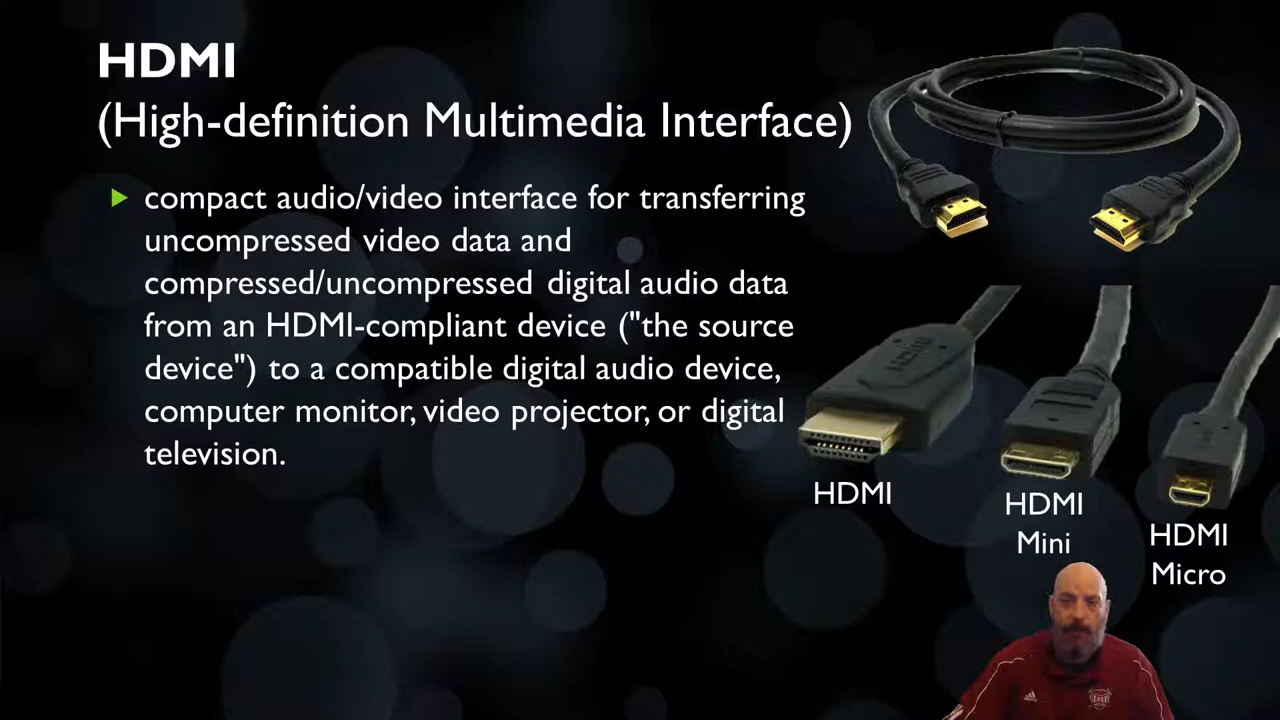 HDMI
(High-definition Multimedia Interface)
compact audio/video interface for transferring
uncompressed video data and
compressed/uncompressed digital audio data
from an HDMI-compliant device ("the source
device") to a compatible digital audio device,
computer monitor, video projector, or digital
television.
HDMI
HDMI
HDMI
Mini
HDMI
Micro